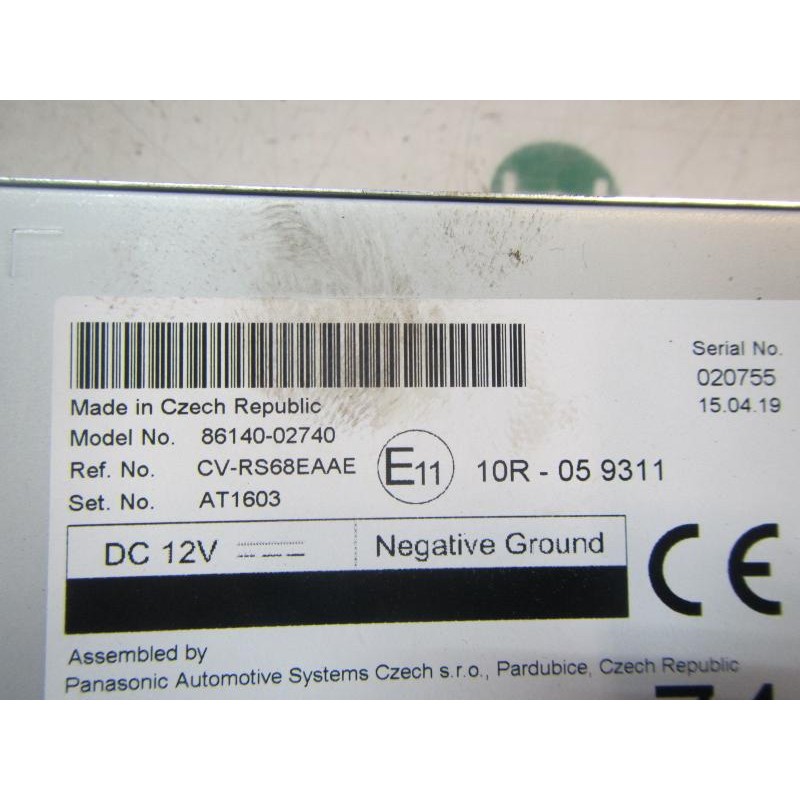 Serial No.
020755
15.04.19
Made in Czech Republic
Model No. 86140-02740
Ref. No. CV-RS68EAAE
Set. No. AT1603
E11 10R - 05 9311
DC 12V Negative Ground
CE
Assembled by
Panasonic Automotive Systems Czech s.r.o., Pardubice, Czech Republic